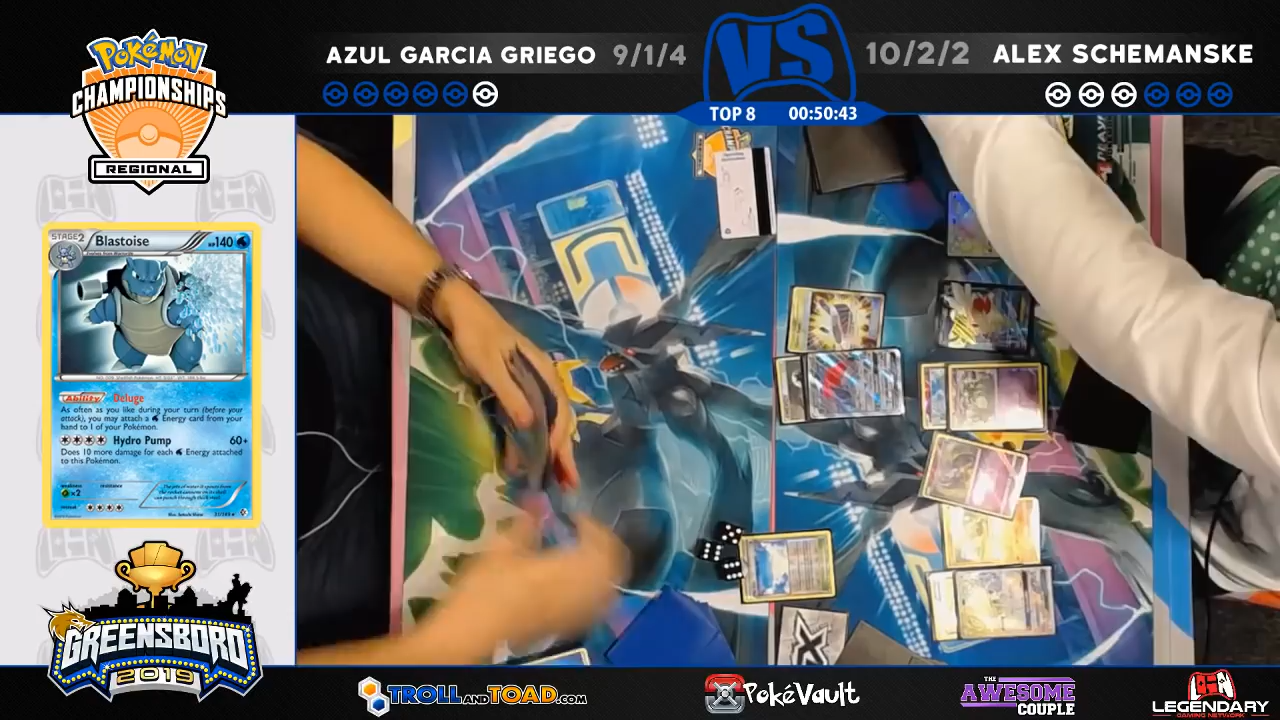 POKéMON
CHAMPIONSHIPS
REGIONAL
AZUL GARCIA GRIEGO 9/1/4
VS
10/2/2 ALEX SCHEMANSKE
TOP 8 00:50:43
STAGE2 Blastoise HP140
Ability Deluge
As often as you like during your turn (before your
attack), you may attach a Energy card from your
hand to 1 of your Pokémon.
Hydro Pump 60+
Does 10 more damage for each Energy attached
to this Pokémon.
weakness resistance
×2
retreat
GREENSBORO
2019
TROLL AND TOAD.COM
PokéVault
THE
AWESOME
COUPLE
LEGENDARY
GAMING NETWORK